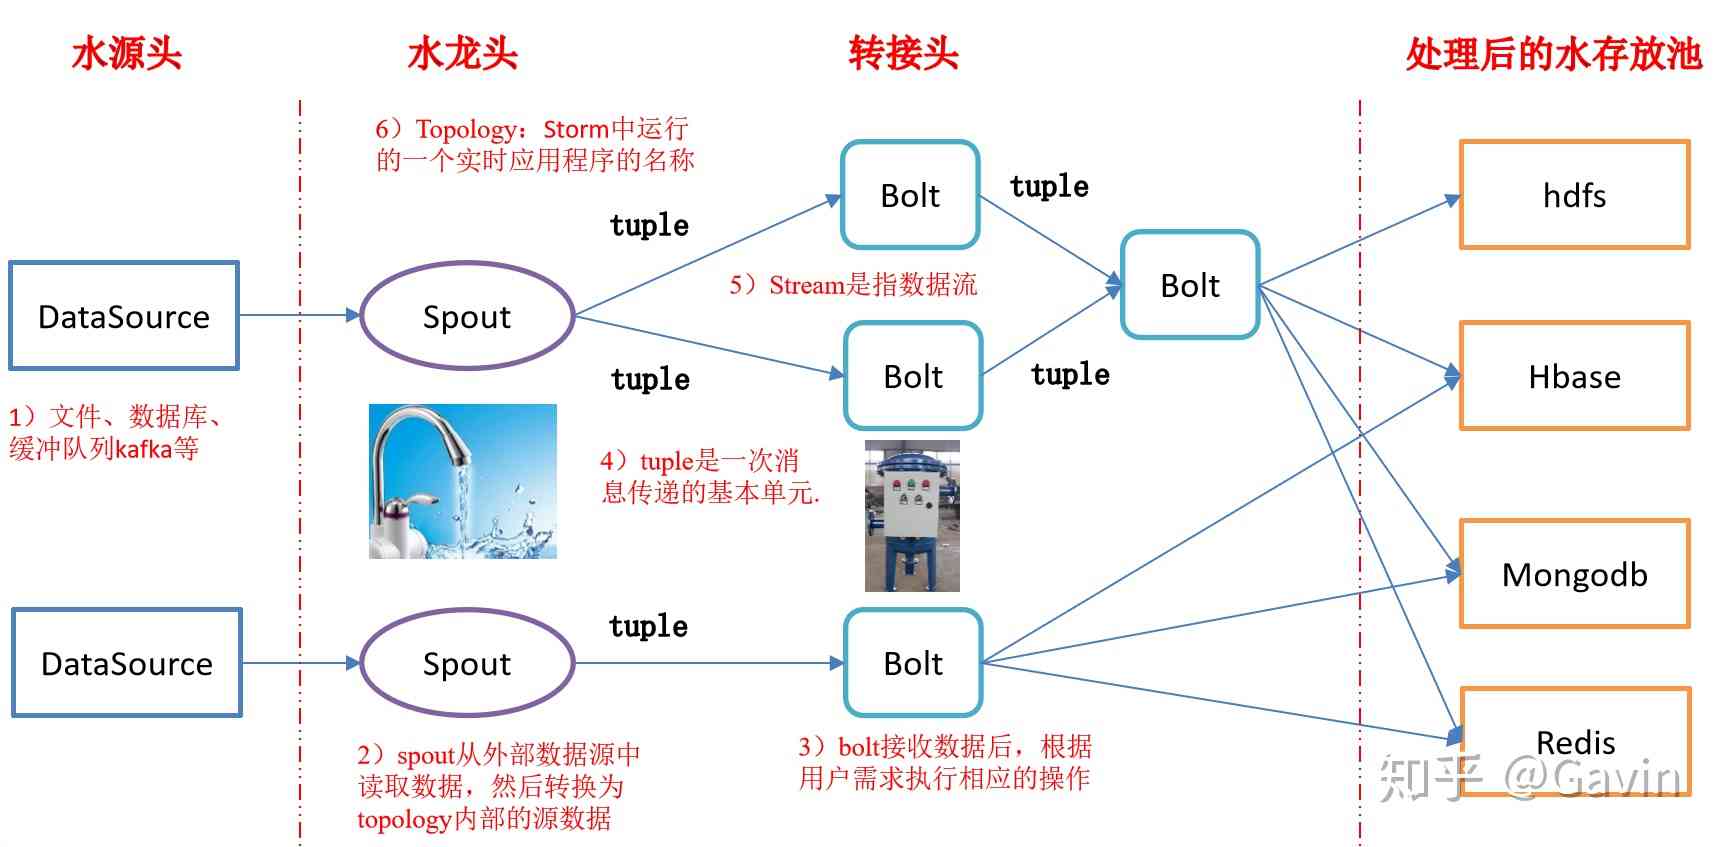 水源头
水龙头
转接头
处理后的水存放池
6）Topology：Storm中运行
的一个实时应用程序的名称
Bolt
tuple
hdfs
tuple
Bolt
5）Stream是指数据流
DataSource
Spout
tuple
Bolt
tuple
Hbase
1）文件、数据库、
缓冲队列kafka等
4）tuple是一次消
息传递的基本单元.
Mongodb
tuple
DataSource
Spout
Bolt
2）spout从外部数据源中
读取数据，然后转换为
topology内部的源数据
3）bolt接收数据后，根据
用户需求执行相应的操作
Redis
知乎 @Gavin